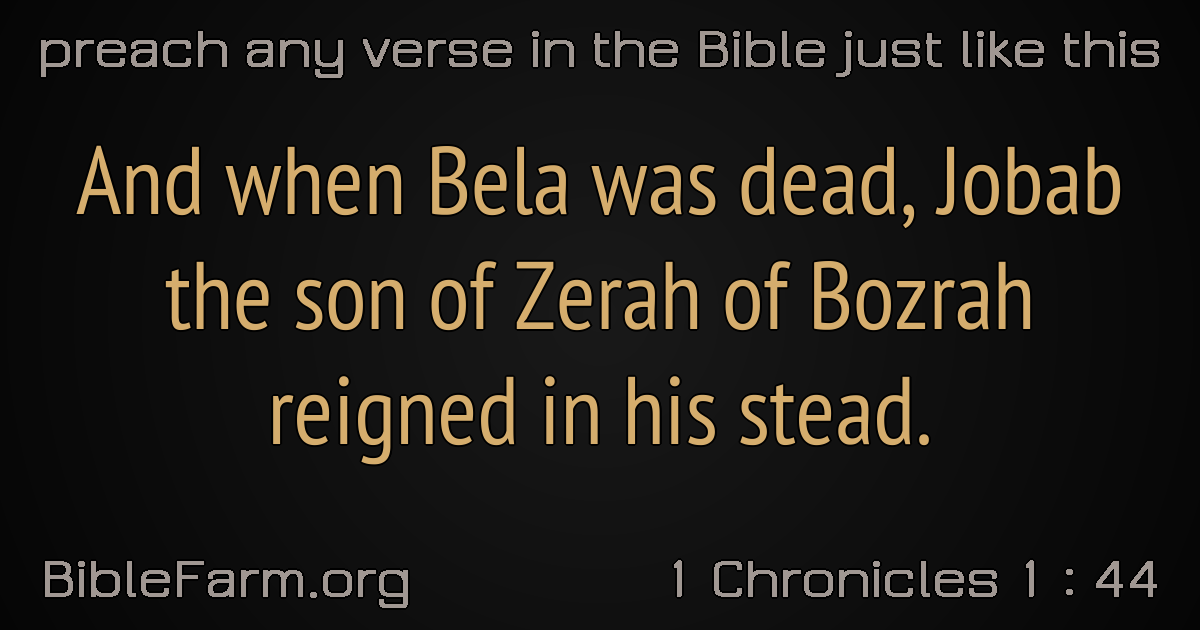 preach any verse in the Bible just like this
And when Bela was dead, Jobab
the son of Zerah of Bozrah
reigned in his stead.
BibleFarm.org
1 Chronicles 1 : 44